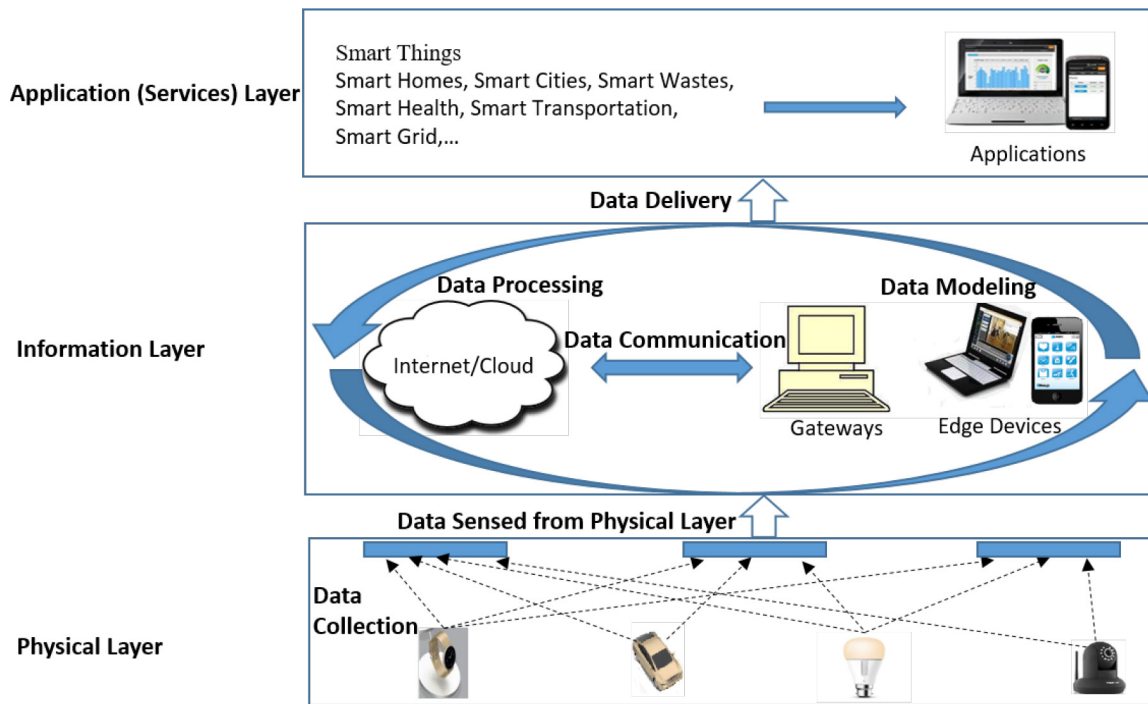 Application (Services) Layer
Smart Things
Smart Homes, Smart Cities, Smart Wastes,
Smart Health, Smart Transportation,
Smart Grid,...
Applications
Data Delivery
Information Layer
Data Processing
Internet/Cloud
Data Communication
Data Modeling
Gateways
Edge Devices
Data Sensed from Physical Layer
Physical Layer
Data
Collection